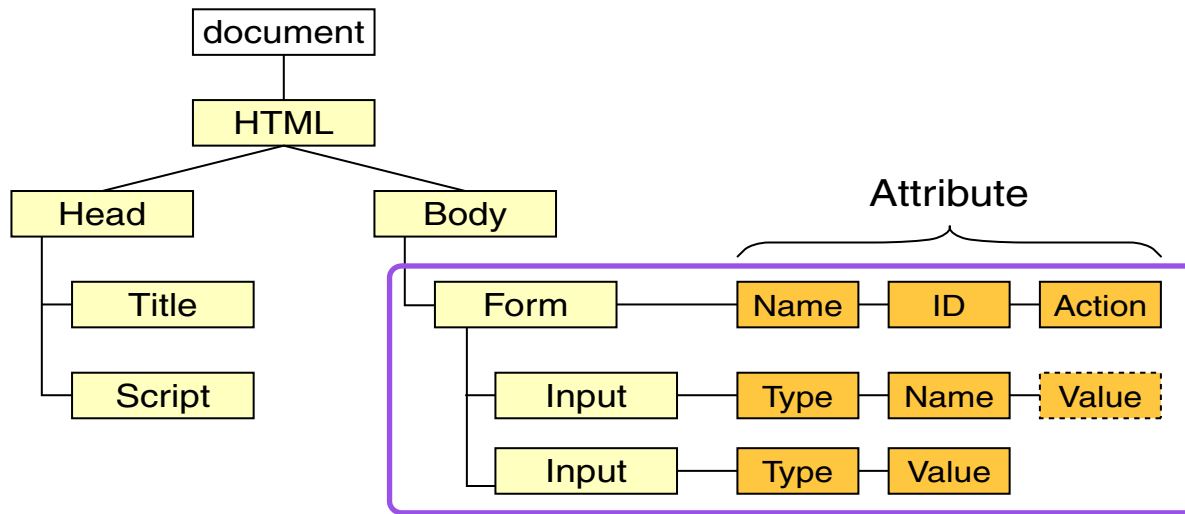 document
HTML
Head
Body
Attribute
Title
Form
Name
ID
Action
Script
Input
Type
Name
Value
Input
Type
Value